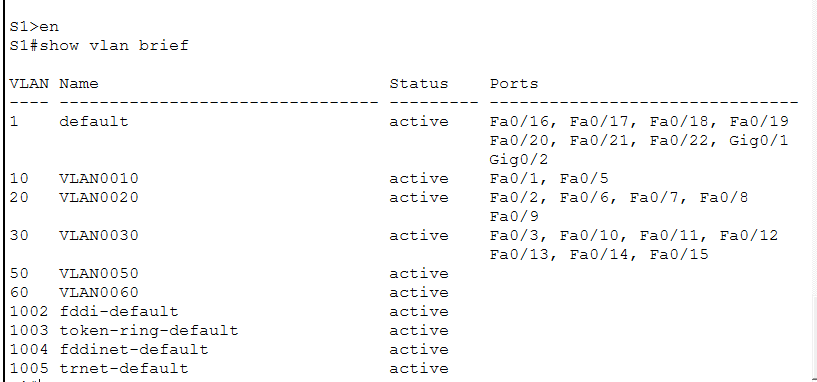 S1>en
S1#show vlan brief
VLAN Name                             Status    Ports
---- -------------------------------- --------- -------------------------------
1    default                          active    Fa0/16, Fa0/17, Fa0/18, Fa0/19
                                                Fa0/20, Fa0/21, Fa0/22, Gig0/1
                                                Gig0/2
10   VLAN0010                         active    Fa0/1, Fa0/5
20   VLAN0020                         active    Fa0/2, Fa0/6, Fa0/7, Fa0/8
                                                Fa0/9
30   VLAN0030                         active    Fa0/3, Fa0/10, Fa0/11, Fa0/12
                                                Fa0/13, Fa0/14, Fa0/15
50   VLAN0050                         active
60   VLAN0060                         active
1002 fddi-default                     active
1003 token-ring-default               active
1004 fddinet-default                  active
1005 trnet-default                    active